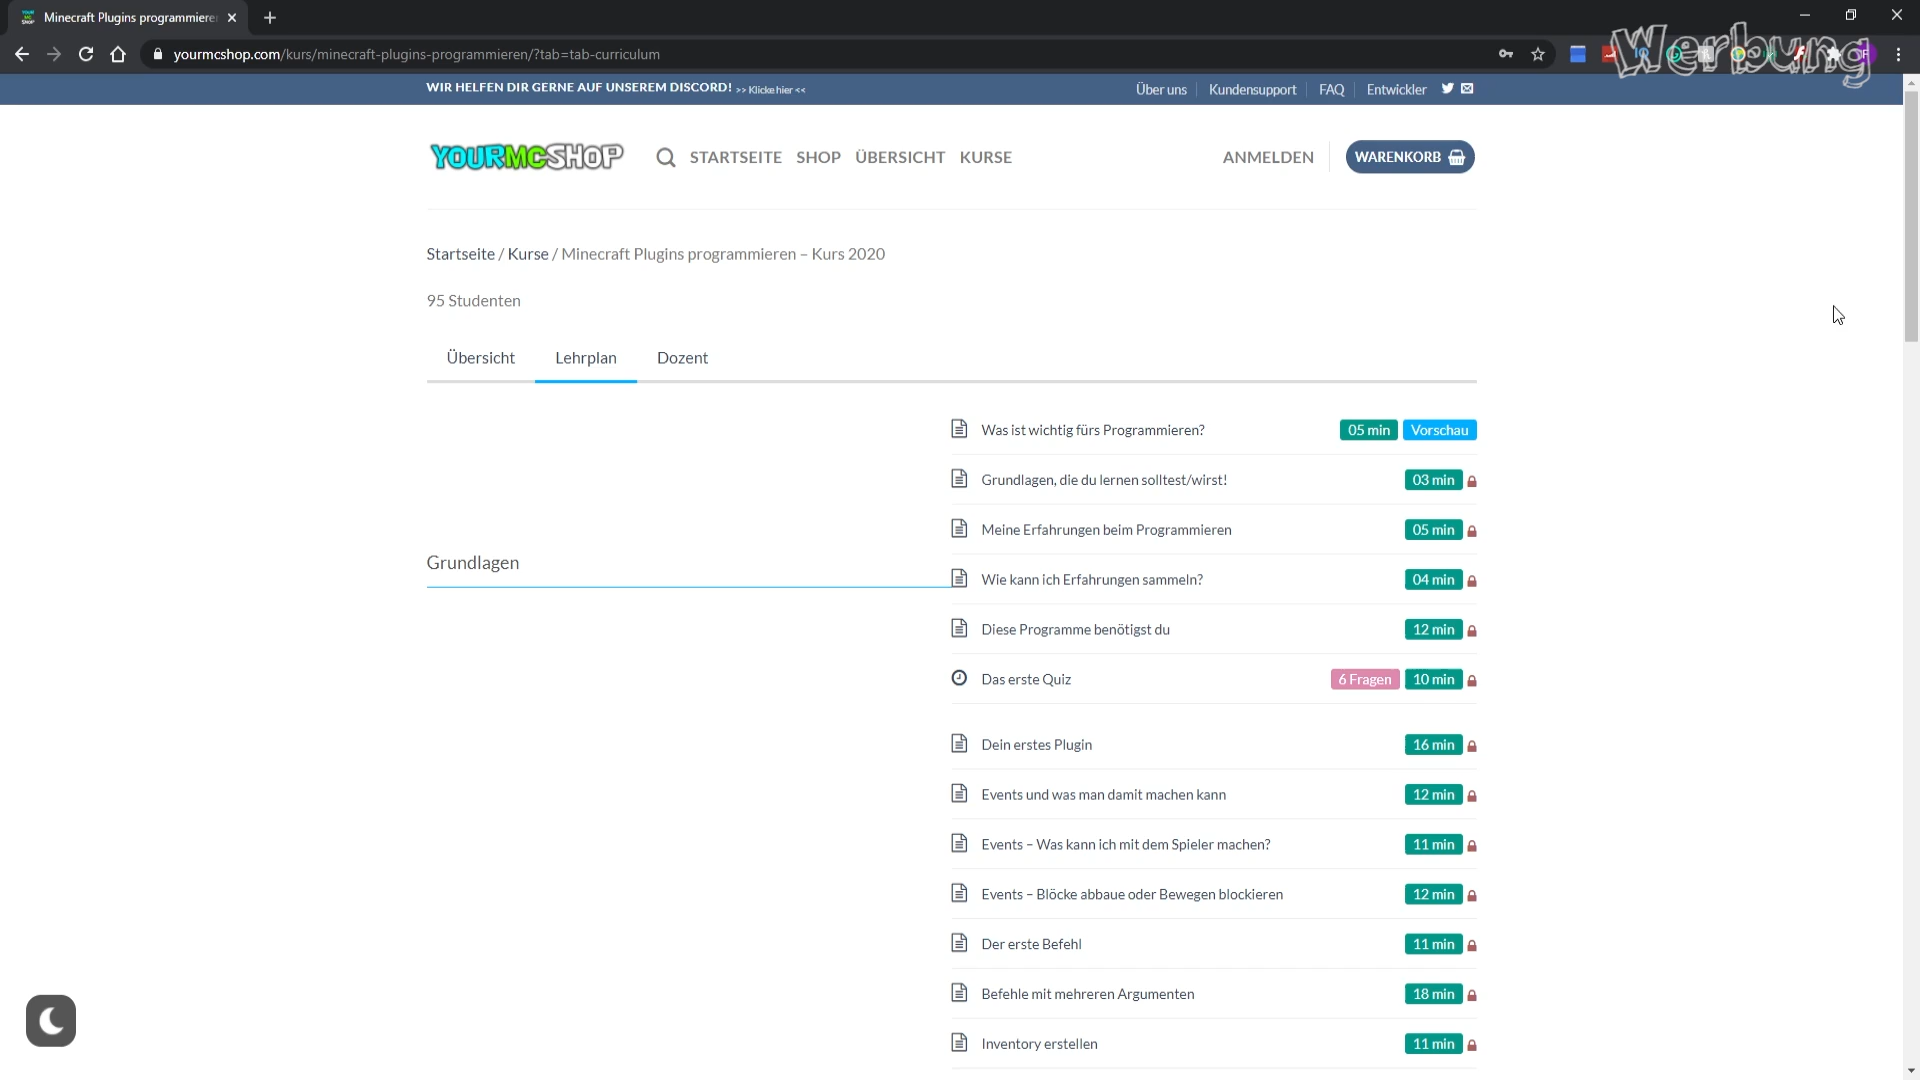 Minecraft Plugins programmieren
Werbung
yourmcshop.com/kurs/minecraft-plugins-programmieren/?tab=tab-curriculum
WIR HELFEN DIR GERNE AUF UNSEREM DISCORD! >> Klicke hier <<
Über uns
Kundensupport
FAQ
Entwickler
YOURMCSHOP
STARTSEITE
SHOP
ÜBERSICHT
KURSE
ANMELDEN
WARENKORB
Startseite / Kurse / Minecraft Plugins programmieren – Kurs 2020
95 Studenten
Übersicht
Lehrplan
Dozent
Grundlagen
Was ist wichtig fürs Programmieren? 05 min Vorschau
Grundlagen, die du lernen solltest/wirst! 03 min
Meine Erfahrungen beim Programmieren 05 min
Wie kann ich Erfahrungen sammeln? 04 min
Diese Programme benötigst du 12 min
Das erste Quiz 6 Fragen 10 min
Dein erstes Plugin 16 min
Events und was man damit machen kann 12 min
Events – Was kann ich mit dem Spieler machen? 11 min
Events – Blöcke abbaue oder Bewegen blockieren 12 min
Der erste Befehl 11 min
Befehle mit mehreren Argumenten 18 min
Inventory erstellen 11 min